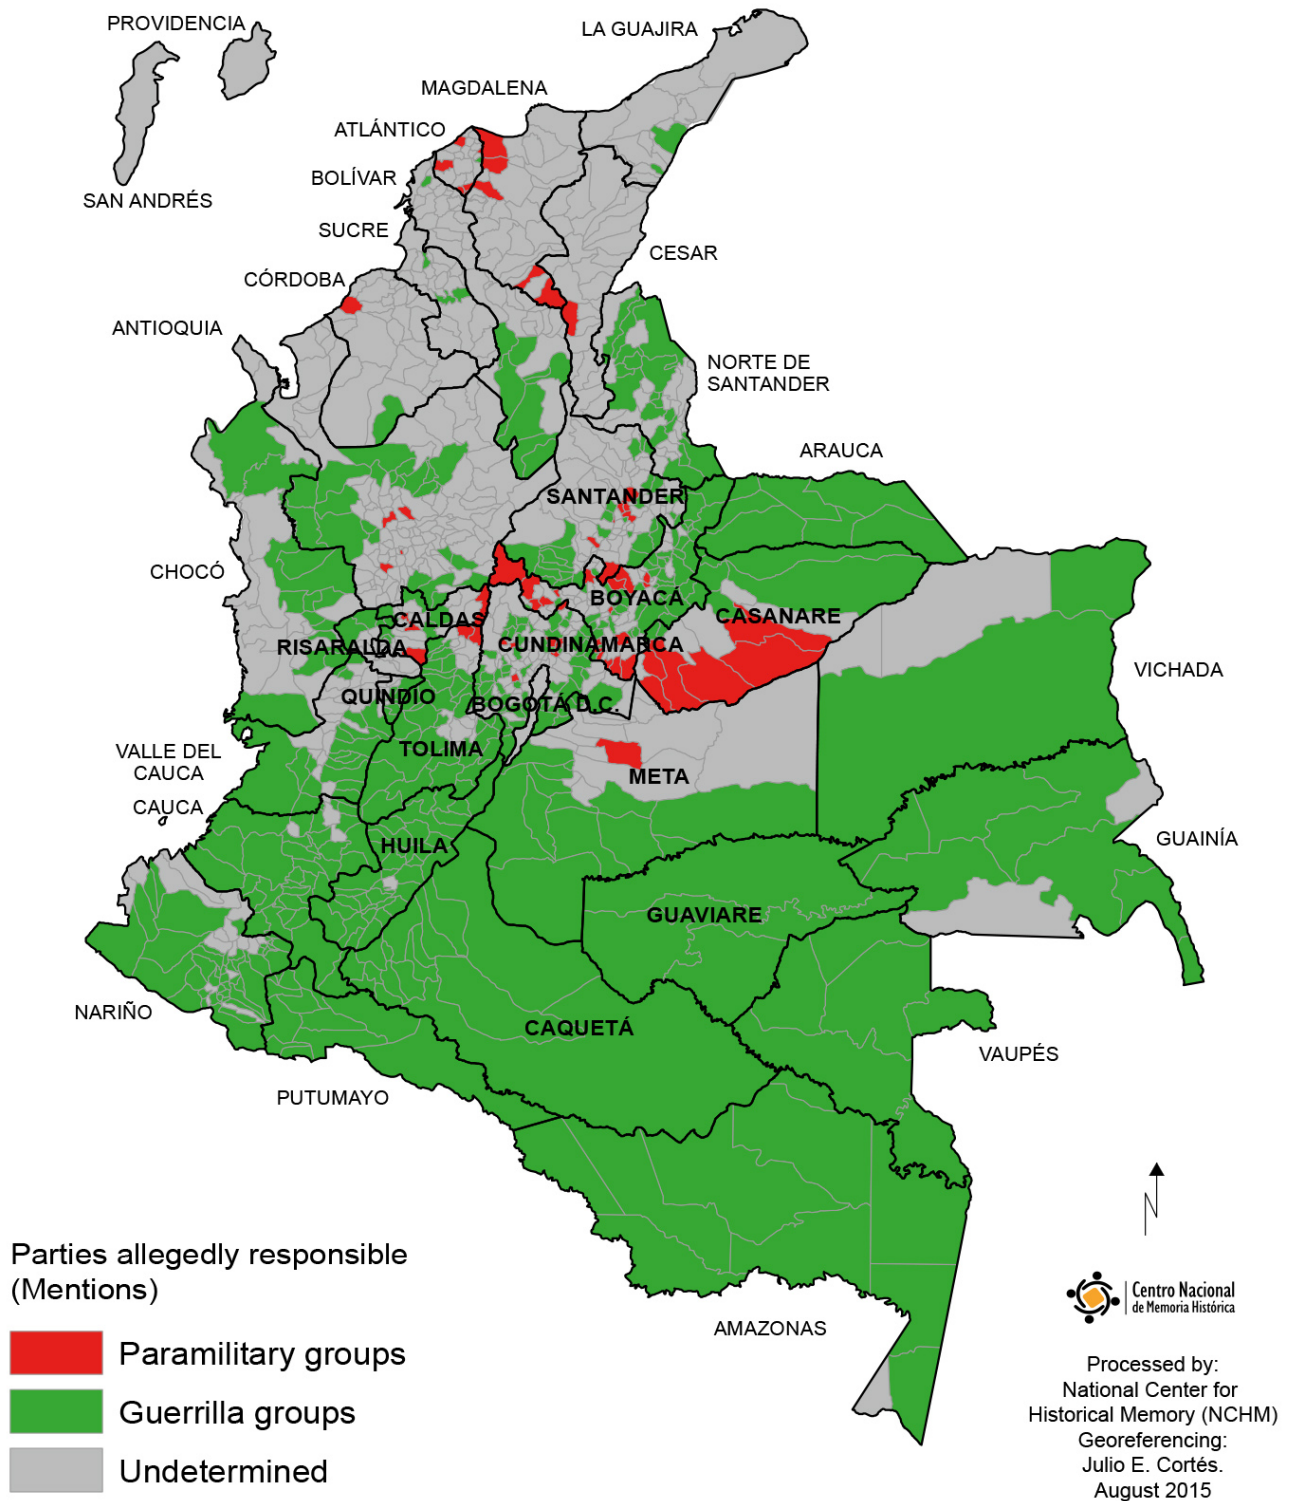 PROVIDENCIA
LA GUAJIRA
MAGDALENA
ATLÁNTICO
BOLÍVAR
SAN ANDRÉS
SUCRE
CESAR
CÓRDOBA
ANTIOQUIA
NORTE DE
SANTANDER
ARAUCA
SANTANDER
CHOCÓ
BOYACÁ
CASANARE
CALDAS
CUNDINAMARCA
RISARALDA
VICHADA
QUINDIO
BOGOTÁ D.C.
TOLIMA
VALLE DEL
CAUCA
META
CAUCA
HUILA
GUAINÍA
GUAVIARE
NARIÑO
CAQUETÁ
VAUPÉS
PUTUMAYO
AMAZONAS
Parties allegedly responsible
(Mentions)
Paramilitary groups
Guerrilla groups
Undetermined
Centro Nacional
de Memoria Histórica
Processed by:
National Center for
Historical Memory (NCHM)
Georeferencing:
Julio E. Cortés.
August 2015